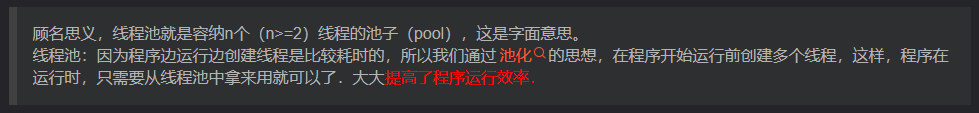 顾名思义，线程池就是容纳n个（n>=2）线程的池子（pool），这是字面意思。
线程池：因为程序边运行边创建线程是比较耗时的，所以我们通过池化的思想，在程序开始运行前创建多个线程，这样，程序在
运行时，只需要从线程池中拿来用就可以了．大大提高了程序运行效率．